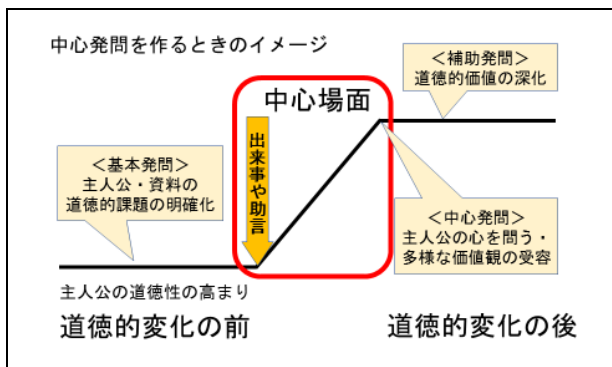 中心発問を作るときのイメージ
＜補助発問＞
道徳的価値の深化
中心場面
出来事や助言
＜基本発問＞
主人公・資料の
道徳的課題の明確化
＜中心発問＞
主人公の心を問う・
多様な価値観の受容
主人公の道徳性の高まり
道徳的変化の前
道徳的変化の後